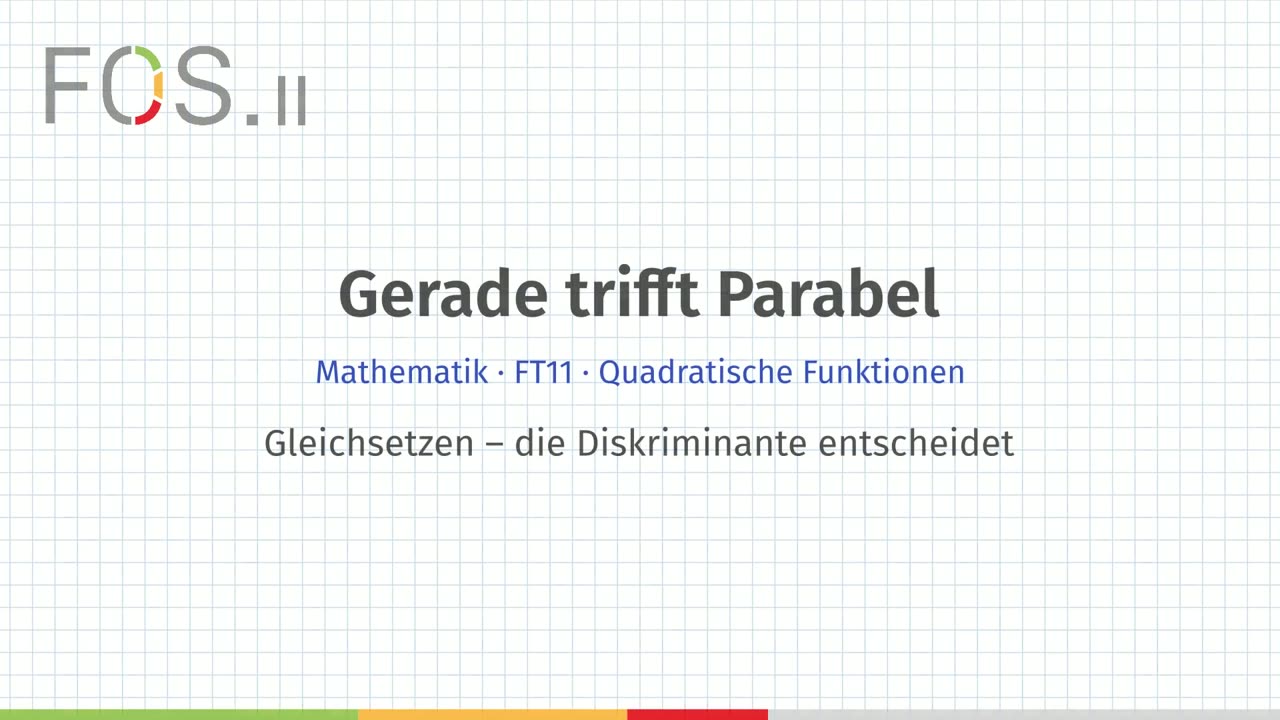 FOS.II
Gerade trifft Parabel
Mathematik · FT11 · Quadratische Funktionen
Gleichsetzen – die Diskriminante entscheidet